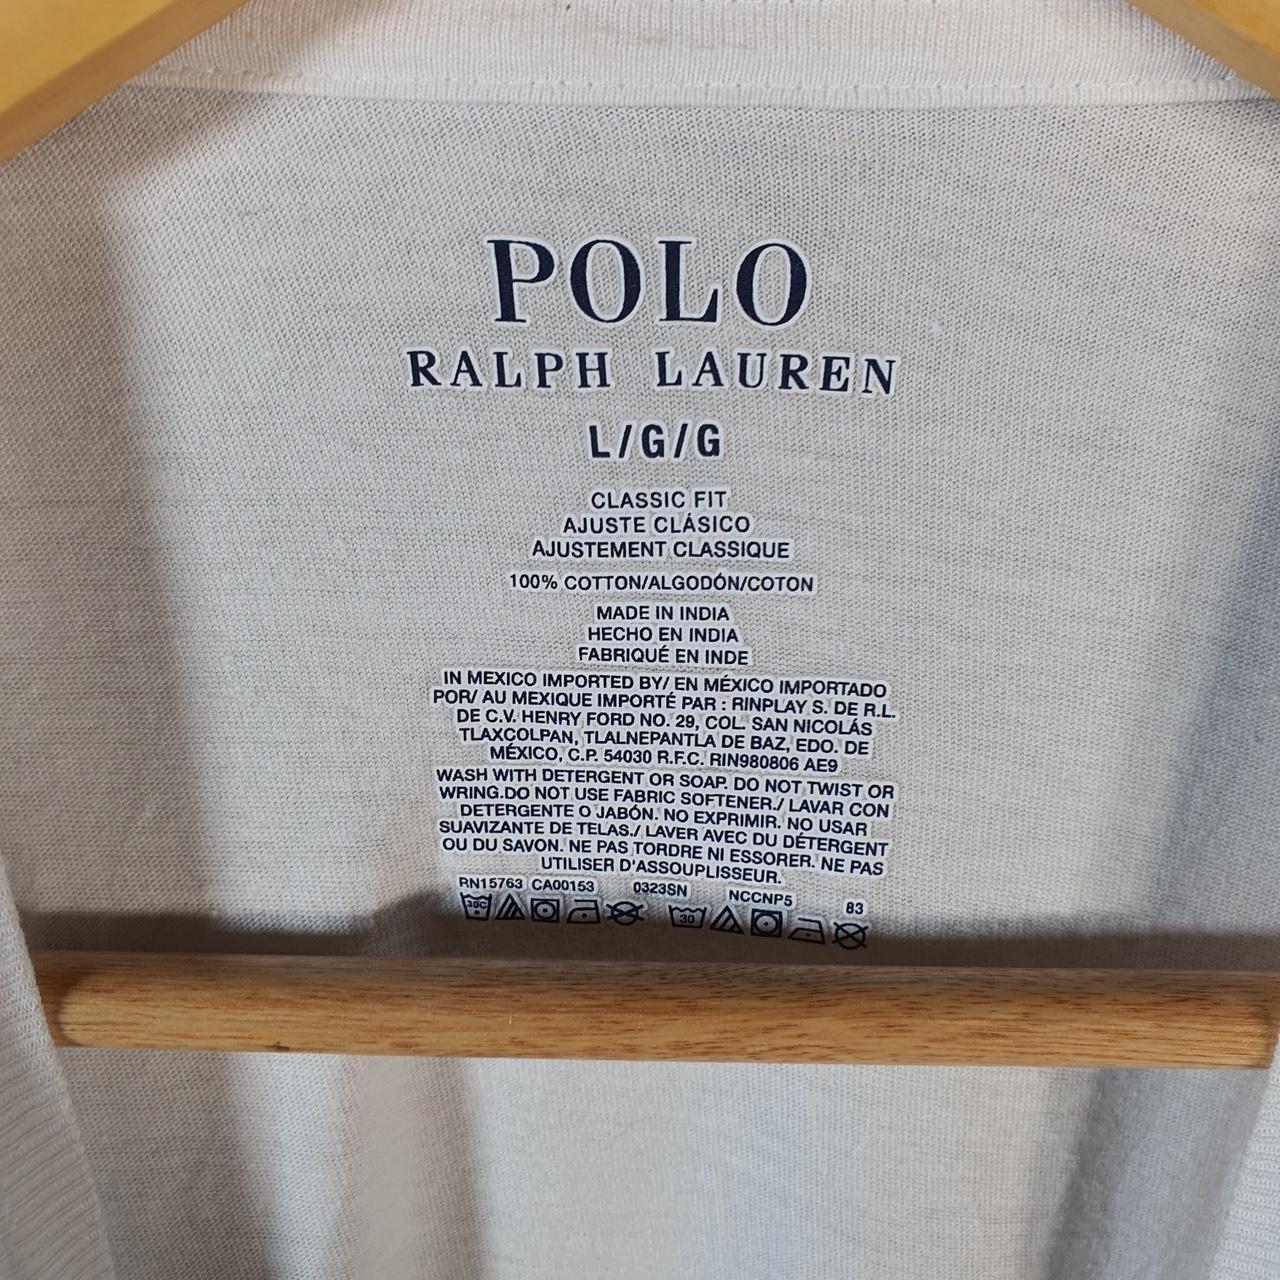 POLO
RALPH LAUREN
L/G/G
CLASSIC FIT
AJUSTE CLÁSICO
AJUSTEMENT CLASSIQUE
100% COTTON/ALGODÓN/COTON
MADE IN INDIA
HECHO EN INDIA
FABRIQUÉ EN INDE
IN MEXICO IMPORTED BY/ EN MÉXICO IMPORTADO
POR/ AU MEXIQUE IMPORTÉ PAR : RINPLAY S. DE R.L.
DE C.V. HENRY FORD NO. 29, COL. SAN NICOLÁS
TLAXCOLPAN, TLALNEPANTLA DE BAZ, EDO. DE
MÉXICO, C.P. 54030 R.F.C. RIN980806 AE9
WASH WITH DETERGENT OR SOAP. DO NOT TWIST OR
WRING.DO NOT USE FABRIC SOFTENER./ LAVAR CON
DETERGENTE O JABÓN. NO EXPRIMIR. NO USAR
SUAVIZANTE DE TELAS./ LAVER AVEC DU DÉTERGENT
OU DU SAVON. NE PAS TORDRE NI ESSORER. NE PAS
UTILISER D'ASSOUPLISSEUR.
RN15763 CA00153 0323SN NCCNP5 83
30C 30